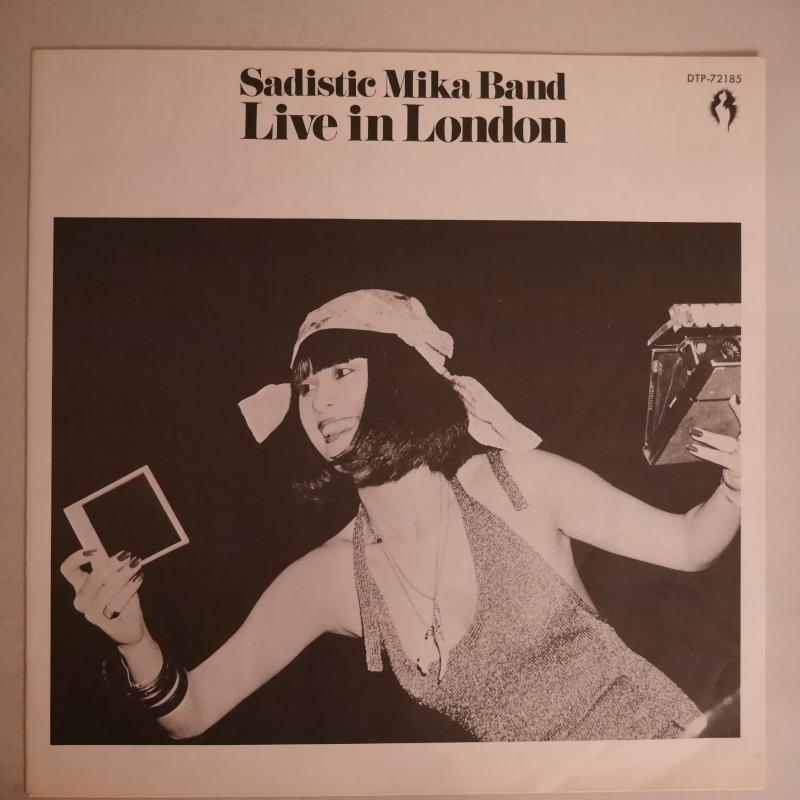 Sadistic Mika Band
Live in London
DTP-72185